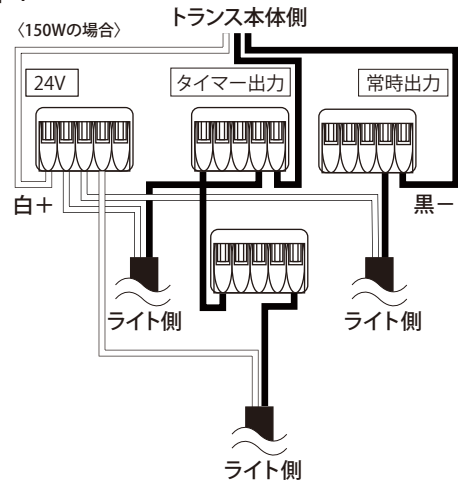 トランス本体側
〈150Wの場合〉
24V
タイマー出力
常時出力
白＋
黒－
ライト側
ライト側
ライト側